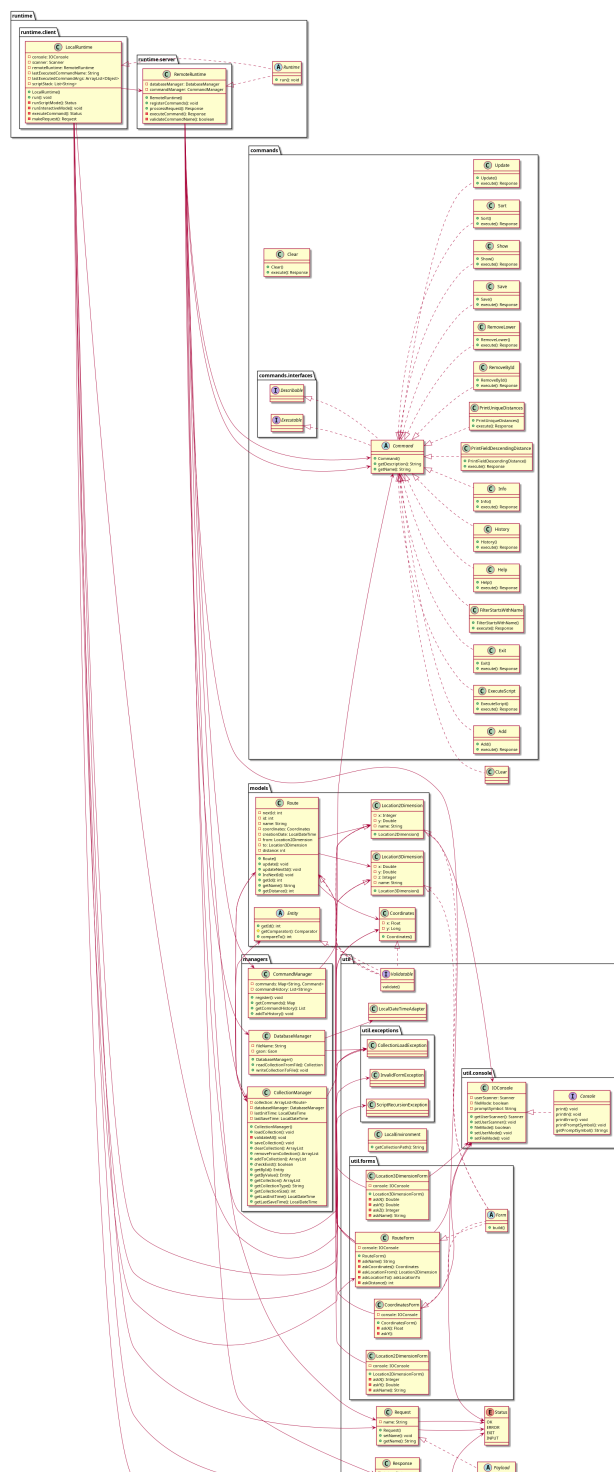 runtime
runtime.client
LocalRuntime
console: IOConsole
scanner: Scanner
remoteRuntime: RemoteRuntime
lastExecutedCommandName: String
lastExecutedCommandArgs: ArrayList<Object>
scriptStack: List<String>
LocalRuntime()
run(): void
runScriptMode(): Status
runInteractiveMode(): void
executeCommand(): Status
makeRequest(): Request
runtime.server
RemoteRuntime
databaseManager: DatabaseManager
commandManager: CommandManager
RemoteRuntime()
registerCommands(): void
processRequest(): Response
executeCommand(): Response
validateCommandName(): boolean
Runtime
run(): void
commands
Update
Update()
execute(): Response
Sort
Sort()
execute(): Response
Show
Show()
execute(): Response
Clear
Clear()
execute(): Response
Save
Save()
execute(): Response
RemoveLower
RemoveLower()
execute(): Response
RemoveById
RemoveById()
execute(): Response
commands.interfaces
Describable
Executable
PrintUniqueDistances
PrintUniqueDistances()
execute(): Response
Command
Command()
getDescription(): String
getName(): String
PrintFieldDescendingDistance
PrintFieldDescendingDistance()
execute(): Response
Info
Info()
execute(): Response
History
History()
execute(): Response
Help
Help()
execute(): Response
FilterStartsWithName
FilterStartsWithName()
execute(): Response
Exit
Exit()
execute(): Response
ExecuteScript
ExecuteScript()
execute(): Response
Add
Add()
execute(): Response
CLear
models
Route
nextId: int
id: int
name: String
coordinates: Coordinates
creationDate: LocalDateTime
from: Location2Dimension
to: Location3Dimension
distance: int
Route()
update(): void
updateNextId(): void
getId(): int
getName(): String
getDistance(): int
Location2Dimension
x: Integer
y: Double
name: String
Location2Dimension()
Location3Dimension
x: Double
y: Double
z: Integer
name: String
Location3Dimension()
Entity
getId(): int
getComparator(): Comparator
compareTo(): int
Coordinates
x: Float
y: Long
Coordinates()
managers
CommandManager
commands: Map<String, Command>
commandHistory: List<String>
register(): void
getCommands(): Map
getCommandHistory(): List
addToHistory(): void
DatabaseManager
fileName: String
gson: Gson
DatabaseManager()
readCollectionFromFile(): Collection
writeCollectionToFile(): void
CollectionManager
collection: ArrayList<Route>
databaseManager: DatabaseManager
lastInitTime: LocalDateTime
lastSaveTime: LocalDateTime
CollectionManager()
loadCollection(): void
validateAll(): void
saveCollection(): void
clearCollection(): ArrayList
removeFromCollection(): ArrayList
addToCollection(): ArrayList
checkExist(): boolean
getById(): Entity
getByValue(): Entity
getCollection(): ArrayList
getCollectionType(): String
getCollectionSize(): int
getLastInitTime(): LocalDateTime
getLastSaveTime(): LocalDateTime
util
Validatable
validate()
LocalDateTimeAdapter
util.exceptions
CollectionLoadException
InvalidFormException
ScriptRecursionException
LocalEnvironment
getCollectionPath(): String
util.console
IOConsole
userScanner: Scanner
fileMode: boolean
promptSymbol: String
getUserScanner(): Scanner
setUserScanner(): void
fileMode(): boolean
setUserMode(): void
setFileMode(): void
Console
print(): void
println(): void
printError(): void
printPromptSymbol(): void
getPromptSymbol(): String
util.forms
Location3DimensionForm
console: IOConsole
Location3DimensionForm()
askX(): Double
askY(): Double
askZ(): Integer
askName(): String
Form
build()
RouteForm
console: IOConsole
RouteForm()
askName(): String
askCoordinates(): Coordinates
askLocationFrom(): Location2Dimension
askLocationTo(): askLocationTo
askDistance(): int
CoordinatesForm
console: IOConsole
CoordinatesForm()
askX(): Float
askY()
Location2DimensionForm
console: IOConsole
Location2DimensionForm()
askX(): Integer
askY(): Double
askName(): String
Request
name: String
Request()
setName(): void
getName(): String
Status
OK
ERROR
EXIT
INPUT
Response
Payload